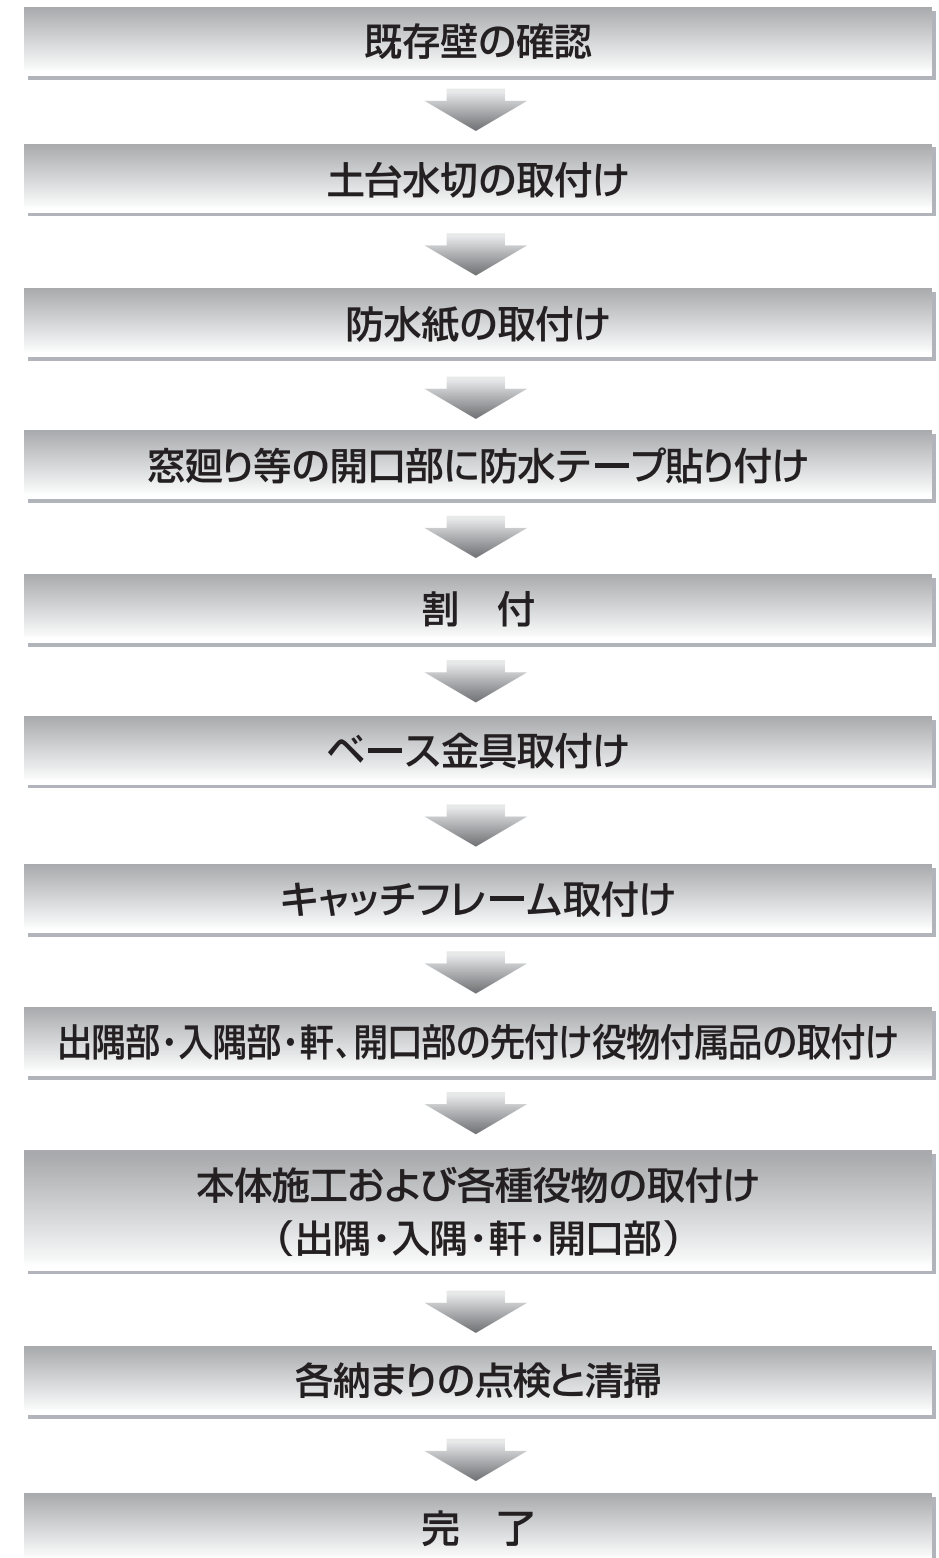 既存壁の確認
土台水切の取付け
防水紙の取付け
窓廻り等の開口部に防水テープ貼り付け
割　付
ベース金具取付け
キャッチフレーム取付け
出隅部・入隅部・軒、開口部の先付け役物付属品の取付け
本体施工および各種役物の取付け
（出隅・入隅・軒・開口部）
各納まりの点検と清掃
完　了